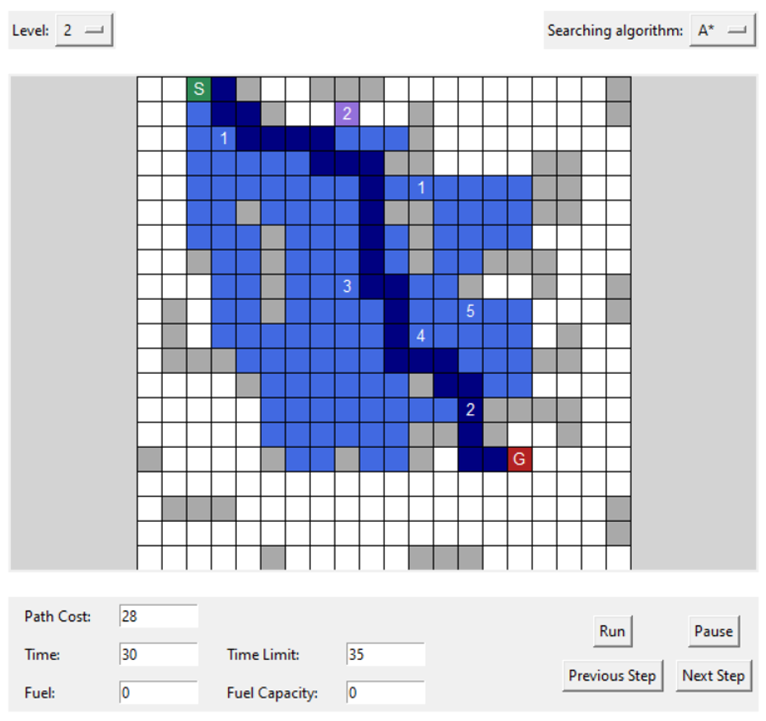 Level: 2 Searching algorithm: A*
S
2
1
1
3
5
4
2
G
Path Cost: 28
Run Pause
Time: 30 Time Limit: 35
Previous Step Next Step
Fuel: 0 Fuel Capacity: 0